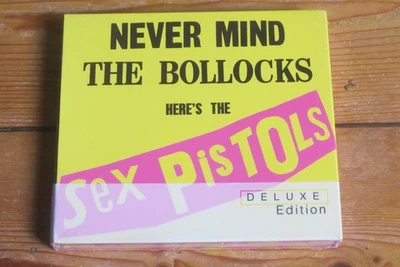 NEVER MIND
THE BOLLOCKS
HERE'S THE
Sex PiSTOLS
DELUXE
Edition